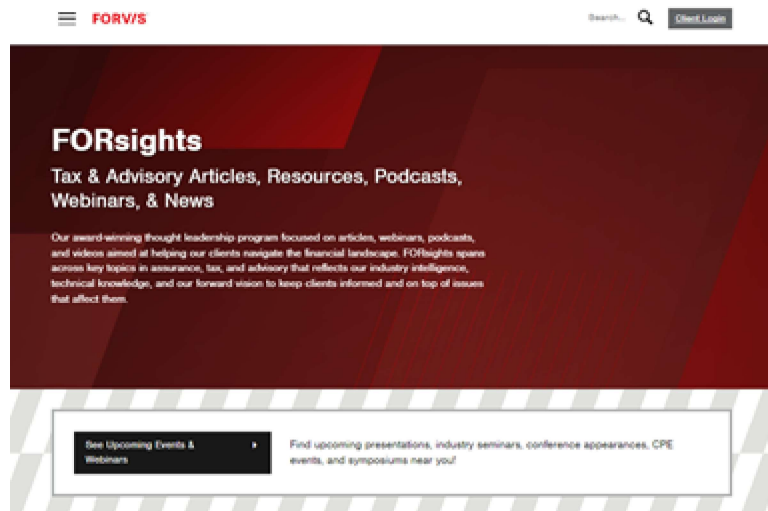 FORV/S
Search...
Client Login
FORsights
Tax & Advisory Articles, Resources, Podcasts,
Webinars, & News
Our award-winning thought leadership program focused on articles, webinars, podcasts,
and videos aimed at helping our clients navigate the financial landscape. FORsights spans
across key topics in assurance, tax, and advisory that reflects our industry intelligence,
technical knowledge, and our forward vision to keep clients informed and on top of issues
that affect them.
See Upcoming Events &
Webinars
Find upcoming presentations, industry seminars, conference appearances, CPE
events, and symposiums near you!